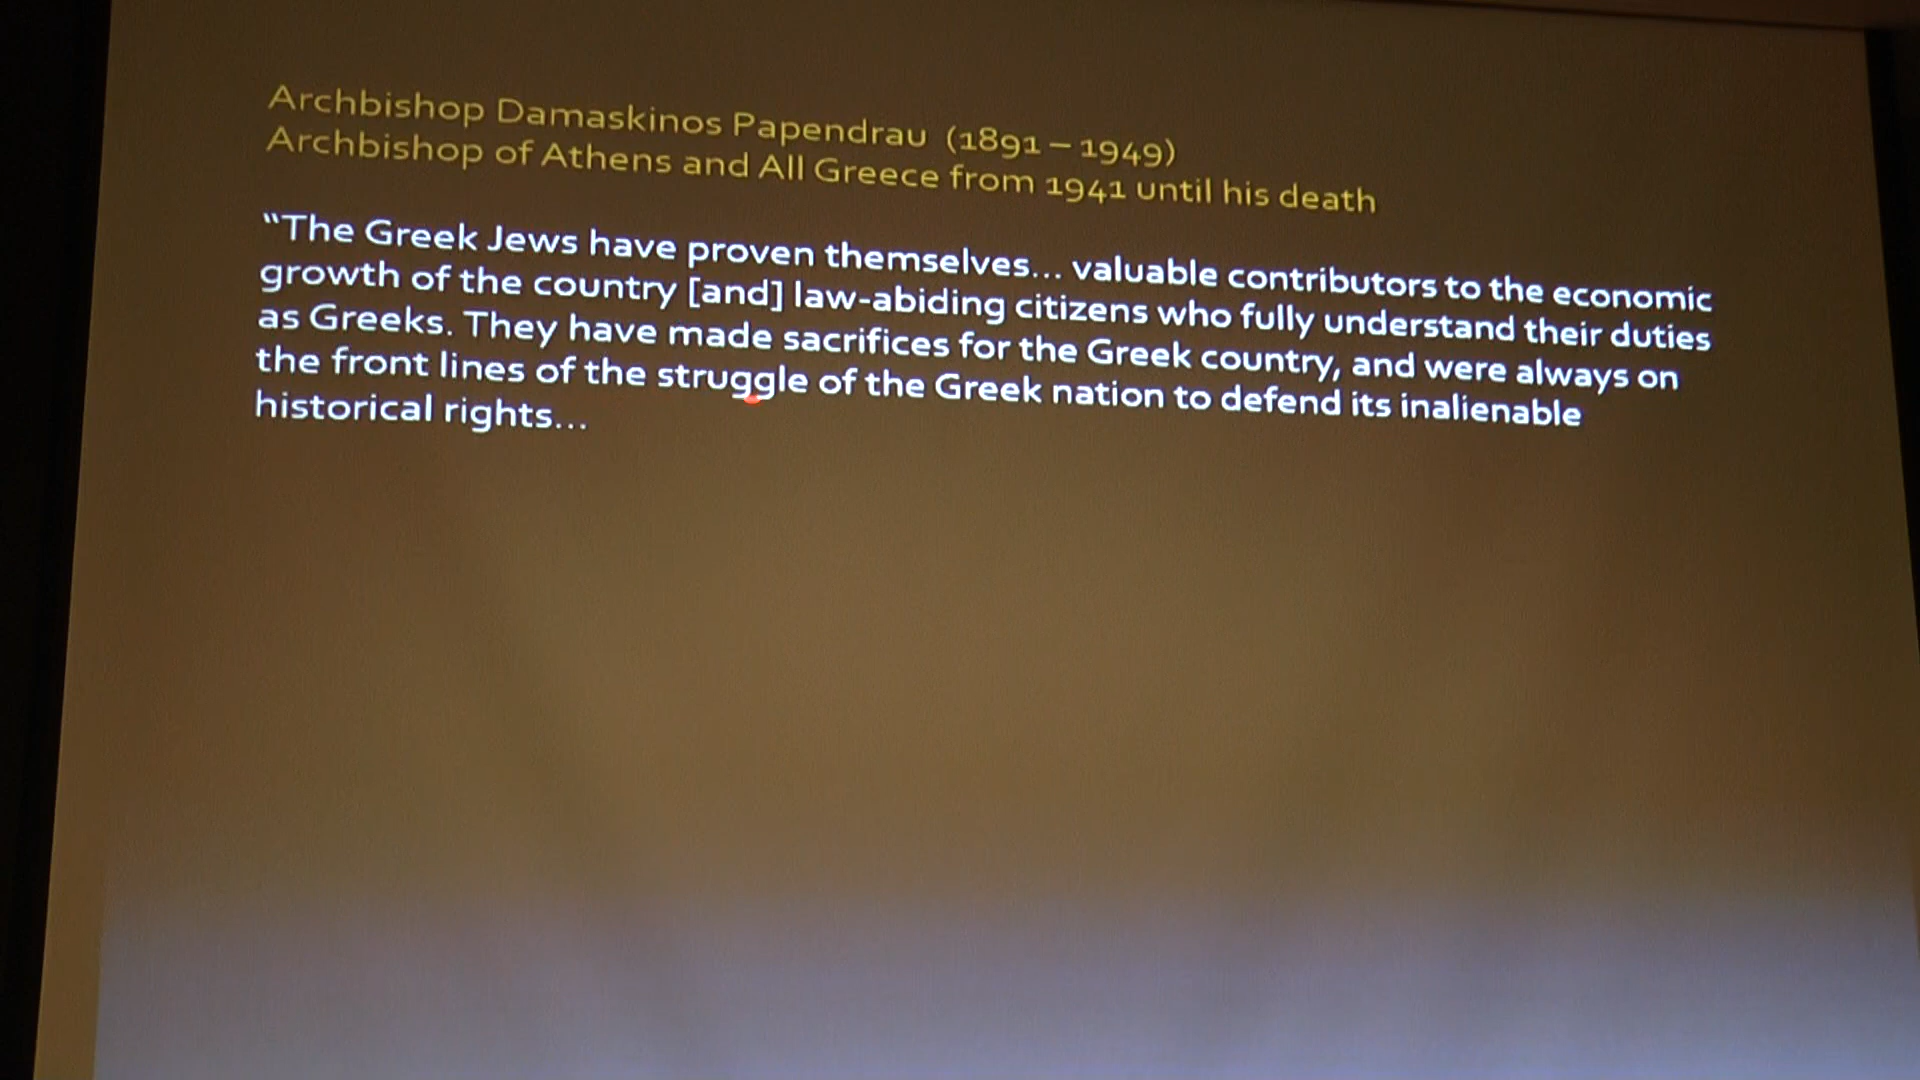 Archbishop Damaskinos Papendrau (1891 – 1949)
Archbishop of Athens and All Greece from 1941 until his death
“The Greek Jews have proven themselves... valuable contributors to the economic
growth of the country [and] law-abiding citizens who fully understand their duties
as Greeks. They have made sacrifices for the Greek country, and were always on
the front lines of the struggle of the Greek nation to defend its inalienable
historical rights...